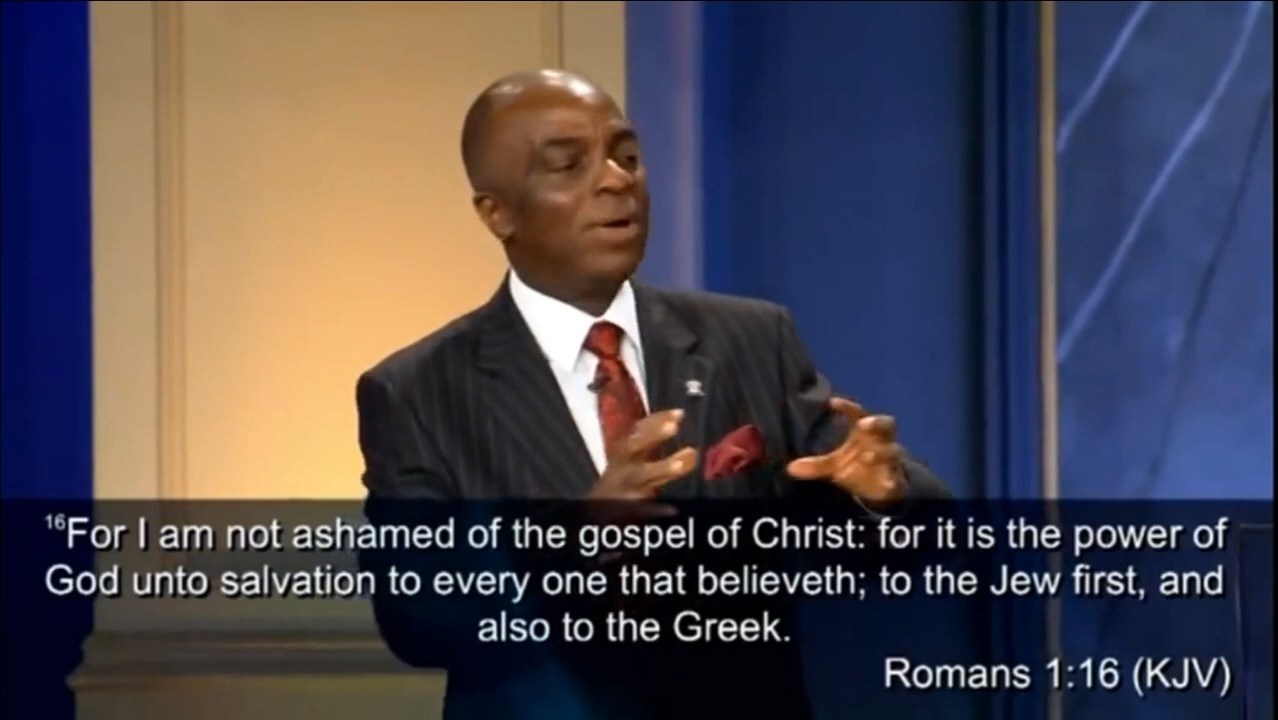 ¹⁶For I am not ashamed of the gospel of Christ: for it is the power of
God unto salvation to every one that believeth; to the Jew first, and
also to the Greek.
Romans 1:16 (KJV)